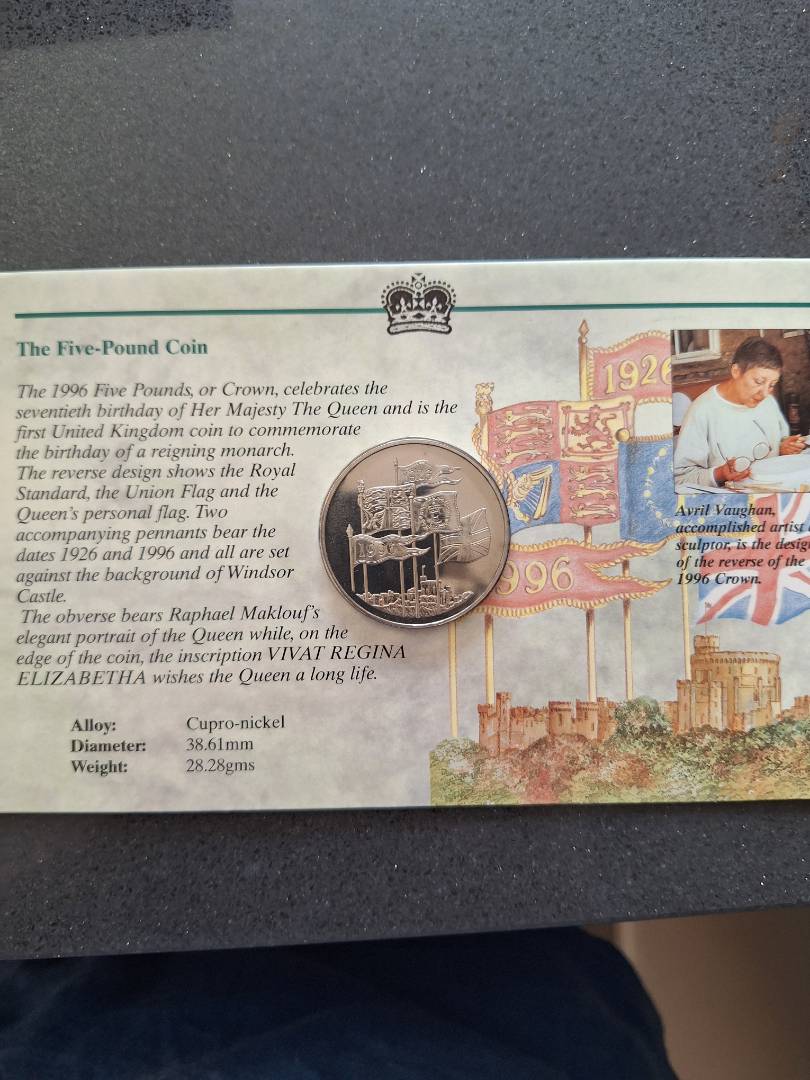 The Five-Pound Coin
The 1996 Five Pounds, or Crown, celebrates the
seventieth birthday of Her Majesty The Queen and is the
first United Kingdom coin to commemorate
the birthday of a reigning monarch.
The reverse design shows the Royal
Standard, the Union Flag and the
Queen's personal flag. Two
accompanying pennants bear the
dates 1926 and 1996 and all are set
against the background of Windsor
Castle.
The obverse bears Raphael Maklouf's
elegant portrait of the Queen while, on the
edge of the coin, the inscription VIVAT REGINA
ELIZABETHA wishes the Queen a long life.
Alloy: Cupro-nickel
Diameter: 38.61mm
Weight: 28.28gms
1996
1926
1996
Avril Vaughan,
accomplished artist
sculptor, is the desig
of the reverse of the
1996 Crown.